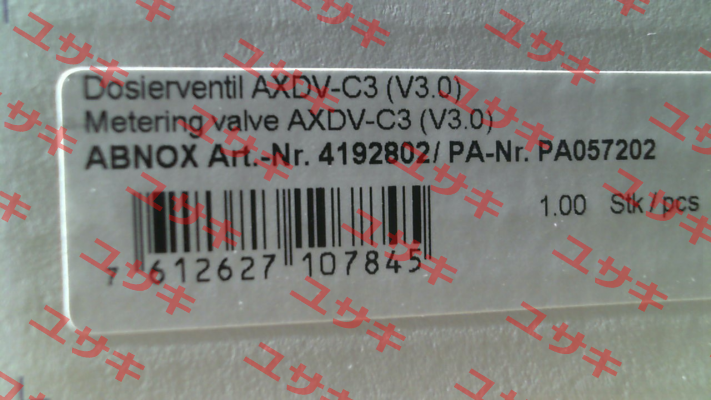 Dosierventil AXDV-C3 (V3.0)
Metering valve AXDV-C3 (V3.0)
ABNOX Art.-Nr. 4192802/ PA-Nr. PA057202
1.00 Stk / pcs
7 612627 107845
ユサキ